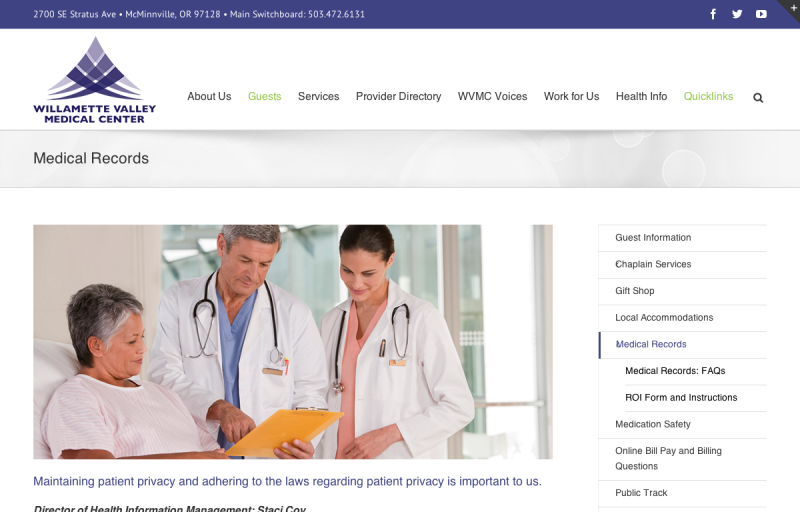 2700 SE Stratus Ave • McMinnville, OR 97128 • Main Switchboard: 503.472.6131
WILLAMETTE VALLEY
MEDICAL CENTER
About Us Guests Services Provider Directory WVMC Voices Work for Us Health Info Quicklinks
Medical Records
Guest Information
Chaplain Services
Gift Shop
Local Accommodations
Medical Records
Medical Records: FAQs
ROI Form and Instructions
Medication Safety
Online Bill Pay and Billing
Questions
Public Track
Maintaining patient privacy and adhering to the laws regarding patient privacy is important to us.
Director of Health Information Management: Staci Coy